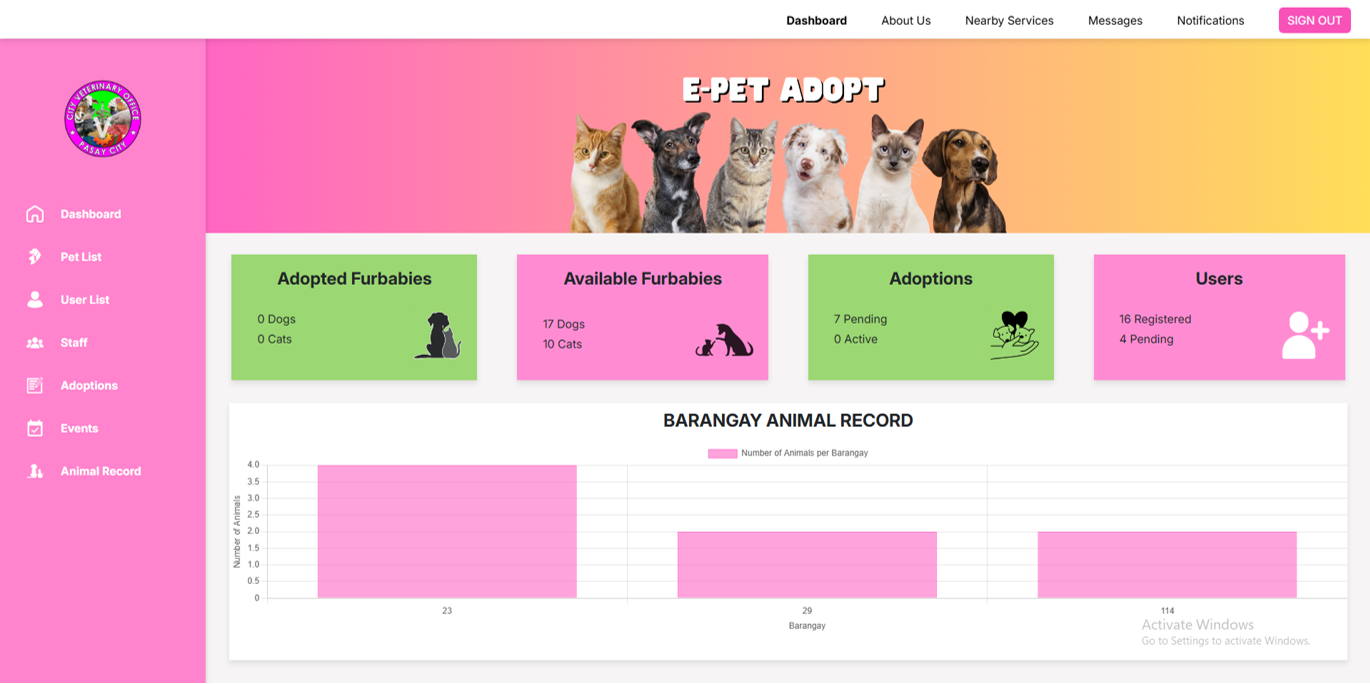 Dashboard About Us Nearby Services Messages Notifications SIGN OUT
CITY VETERINARY OFFICE
PASAY CITY
Dashboard
Pet List
User List
Staff
Adoptions
Events
Animal Record
E-PET ADOPT
Adopted Furbabies
0 Dogs
0 Cats
Available Furbabies
17 Dogs
10 Cats
Adoptions
7 Pending
0 Active
Users
16 Registered
4 Pending
BARANGAY ANIMAL RECORD
Number of Animals per Barangay
Number of Animals
4.0
3.5
3.0
2.5
2.0
1.5
1.0
0.5
0
23 29 114
Barangay
Activate Windows
Go to Settings to activate Windows.